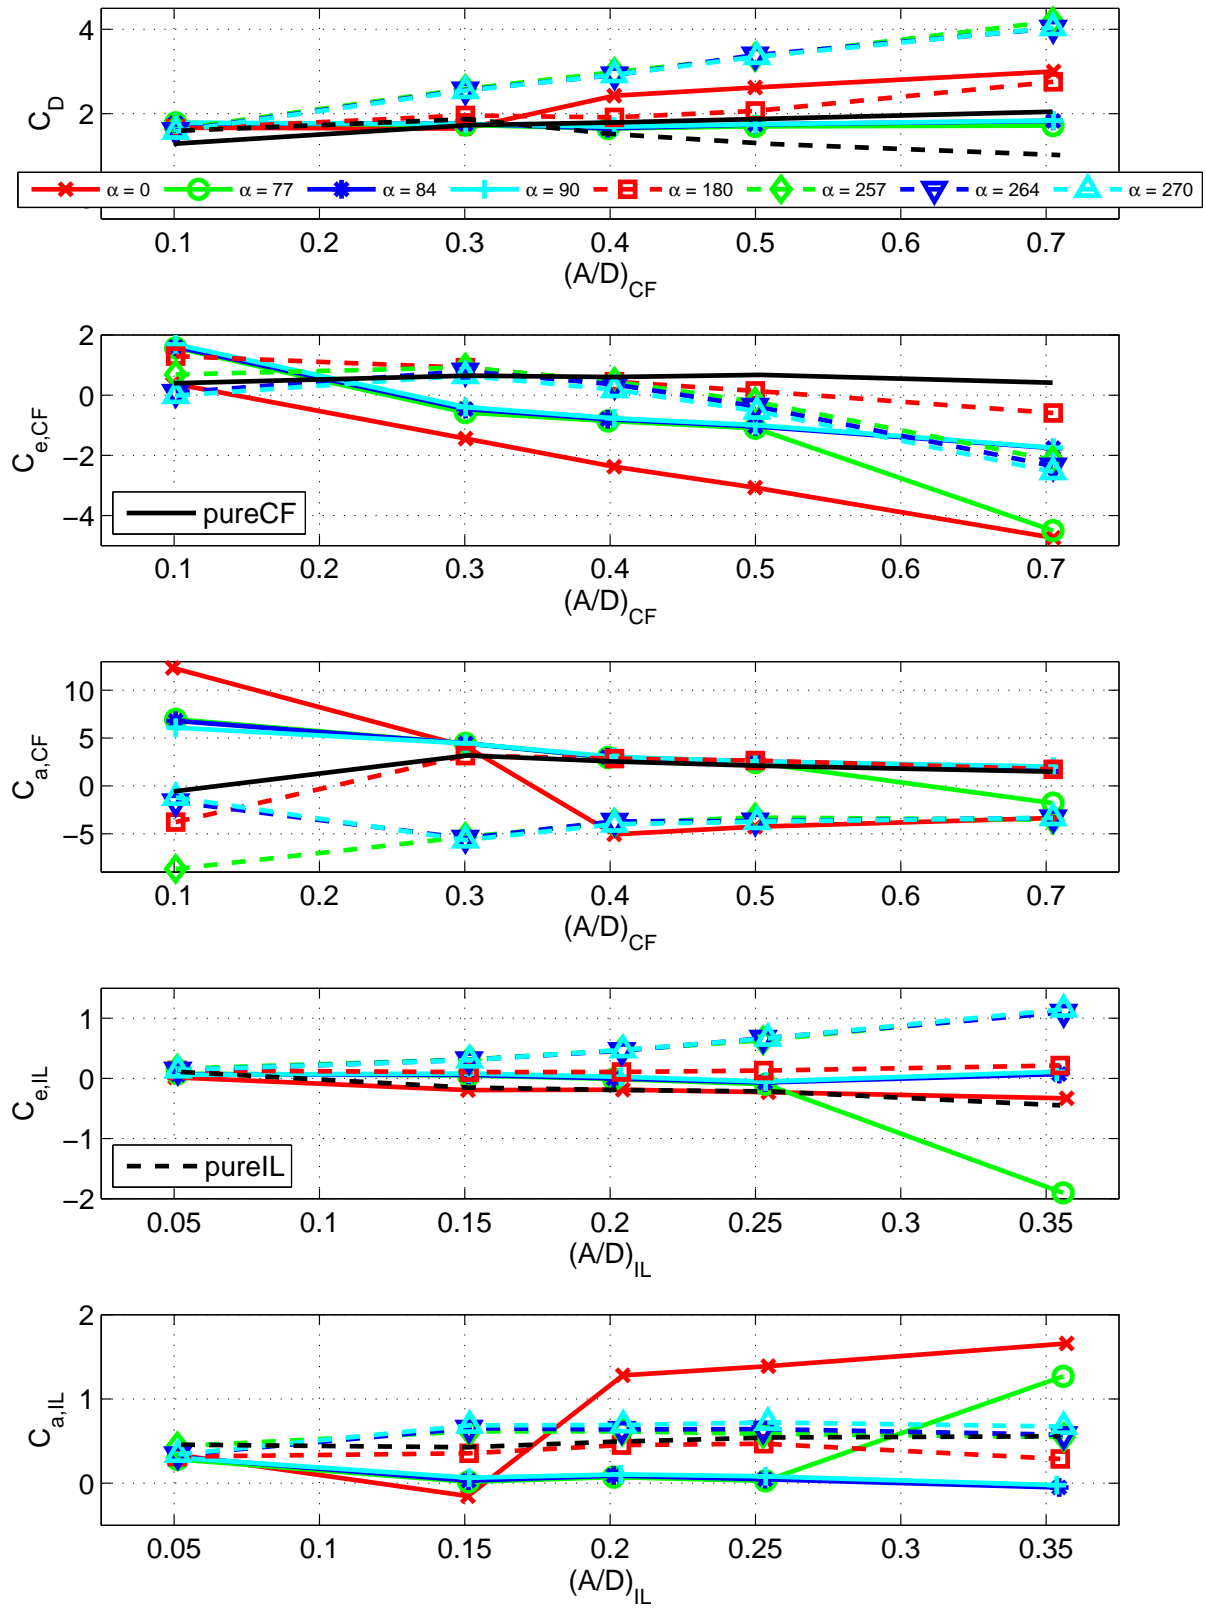 4
2
C_D
α = 0 α = 77 α = 84 α = 90 α = 180 α = 257 α = 264 α = 270
0.1 0.2 0.3 0.4 0.5 0.6 0.7
(A/D)_CF
2
0
−2
−4
C_e,CF
pureCF
0.1 0.2 0.3 0.4 0.5 0.6 0.7
(A/D)_CF
10
5
0
−5
C_a,CF
0.1 0.2 0.3 0.4 0.5 0.6 0.7
(A/D)_CF
1
0
−1
−2
C_e,IL
pureIL
0.05 0.1 0.15 0.2 0.25 0.3 0.35
(A/D)_IL
2
1
0
C_a,IL
0.05 0.1 0.15 0.2 0.25 0.3 0.35
(A/D)_IL